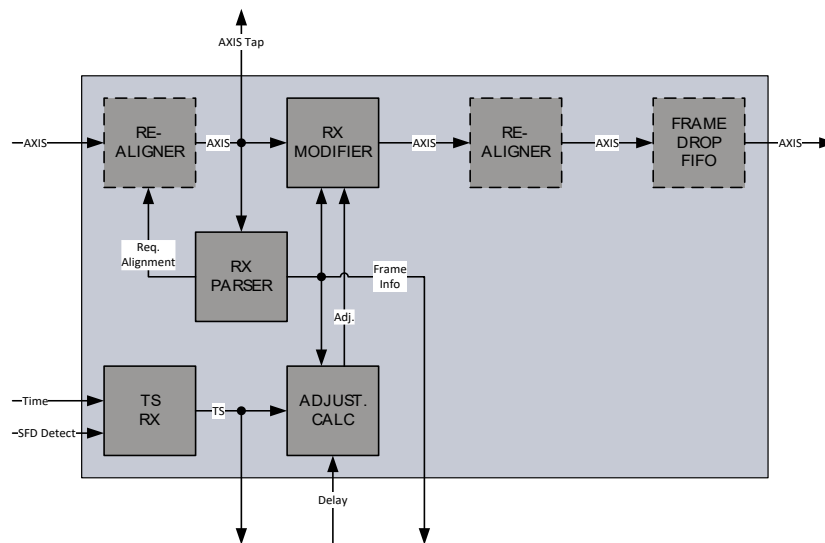 AXIS Tap
AXIS
RE-
ALIGNER
AXIS
RX
MODIFIER
AXIS
RE-
ALIGNER
AXIS
FRAME
DROP
FIFO
AXIS
Req.
Alignment
RX
PARSER
Frame
Info
Adj.
Time
SFD Detect
TS
RX
TS
ADJUST.
CALC
Delay